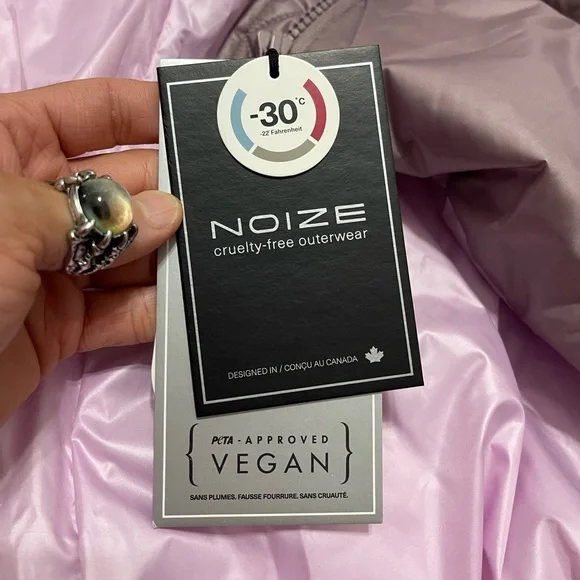 -30°C
-22° Fahrenheit
NOIZE
cruelty-free outerwear
DESIGNED IN / CONÇU AU CANADA
PETA - APPROVED
VEGAN
SANS PLUMES. FAUSSE FOURRURE. SANS CRUAUTÉ.